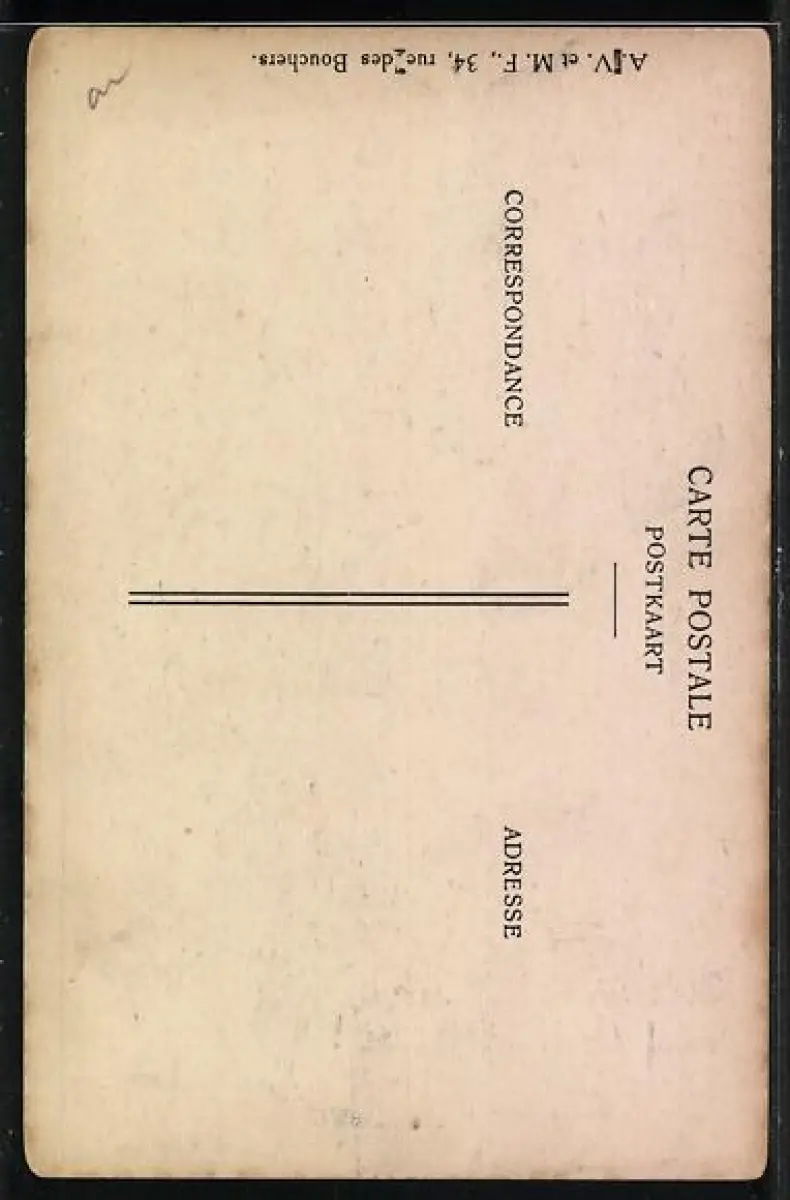 CARTE POSTALE
POSTKAART
CORRESPONDANCE
ADRESSE
A. V. et M. F., 34, rue des Bouchers.